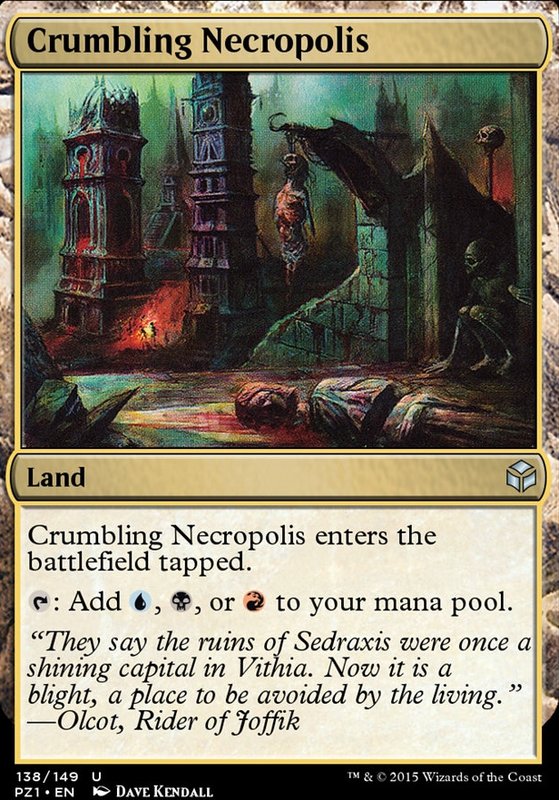 Crumbling Necropolis
Land
Crumbling Necropolis enters the
battlefield tapped.
: Add , , or to your mana pool.
“They say the ruins of Sedraxis were once a
shining capital in Vithia. Now it is a
blight, a place to be avoided by the living.”
—Olcot, Rider of Joffik
138/149 U
PZ1 • EN DAVE KENDALL
™ & © 2015 Wizards of the Coast